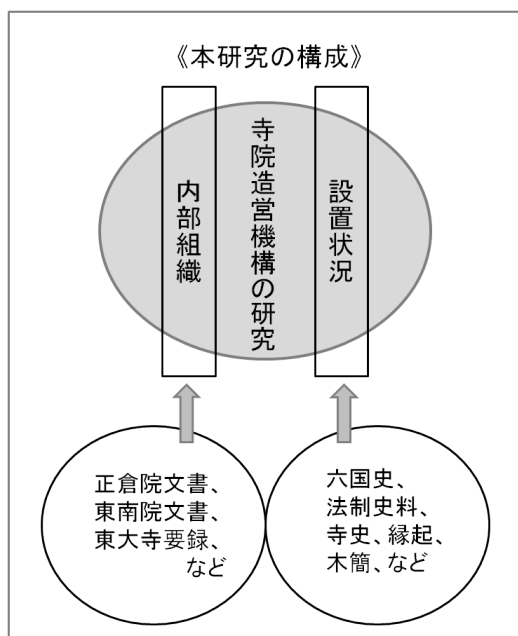 《本研究の構成》
設置状況
寺院造営機構の研究
内部組織
正倉院文書、
東南院文書、
東大寺要録、
など
六国史、
法制史料、
寺史、縁起、
木簡、など